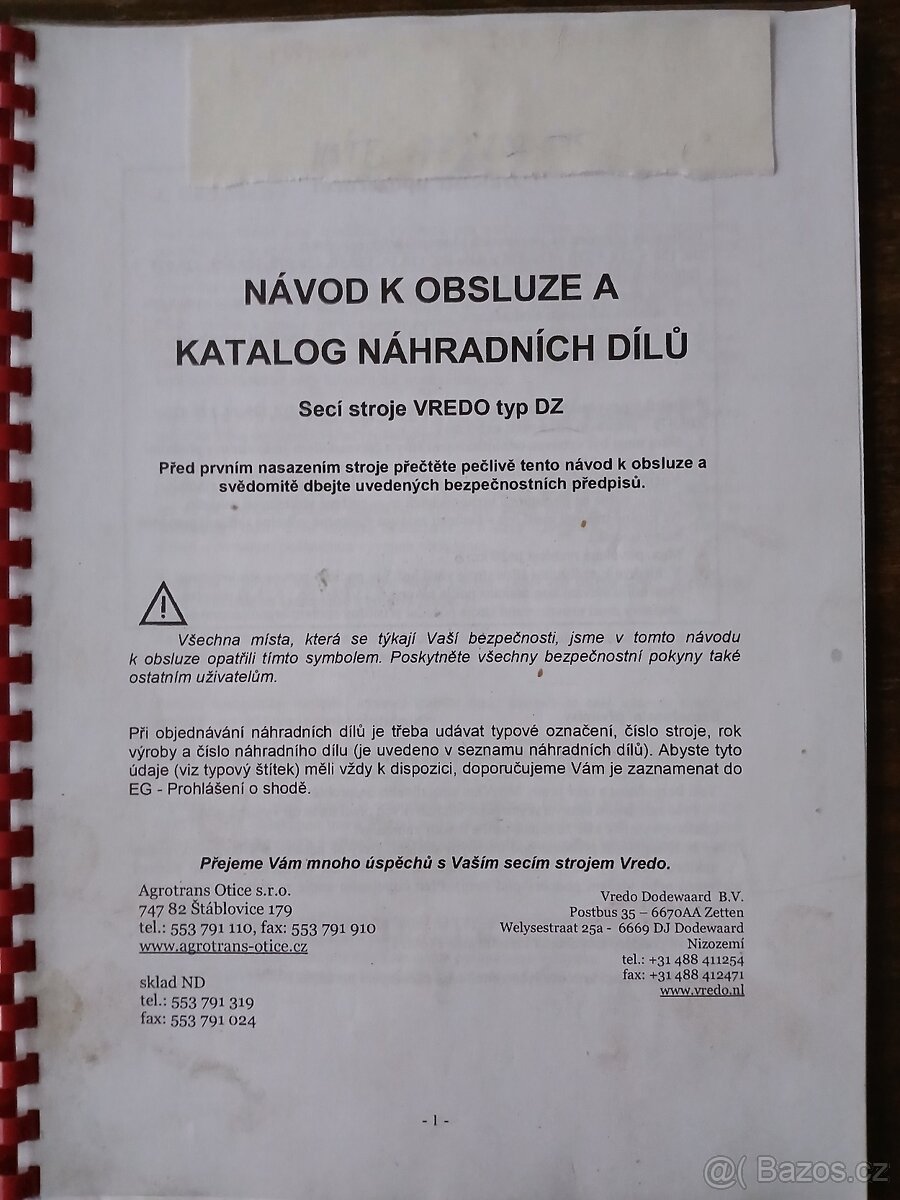 NÁVOD K OBSLUZE A
KATALOG NÁHRADNÍCH DÍLŮ
Secí stroje VREDO typ DZ
Před prvním nasazením stroje přečtěte pečlivě tento návod k obsluze a
svědomitě dbejte uvedených bezpečnostních předpisů.
Všechna místa, která se týkají Vaší bezpečnosti, jsme v tomto návodu
k obsluze opatřili tímto symbolem. Poskytněte všechny bezpečnostní pokyny také
ostatním uživatelům.
Při objednávání náhradních dílů je třeba udávat typové označení, číslo stroje, rok
výroby a číslo náhradního dílu (je uvedeno v seznamu náhradních dílů). Abyste tyto
údaje (viz typový štítek) měli vždy k dispozici, doporučujeme Vám je zaznamenat do
EG - Prohlášení o shodě.
Přejeme Vám mnoho úspěchů s Vaším secím strojem Vredo.
Agrotrans Otice s.r.o.
747 82 Štáblovice 179
tel.: 553 791 110, fax: 553 791 910
www.agrotrans-otice.cz
sklad ND
tel.: 553 791 319
fax: 553 791 024
Vredo Dodewaard B.V.
Postbus 35 – 6670AA Zetten
Welysestraat 25a - 6669 DJ Dodewaard
Nizozemí
tel.: +31 488 411254
fax: +31 488 412471
www.vredo.nl
- 1 -
@( Bazos.cz